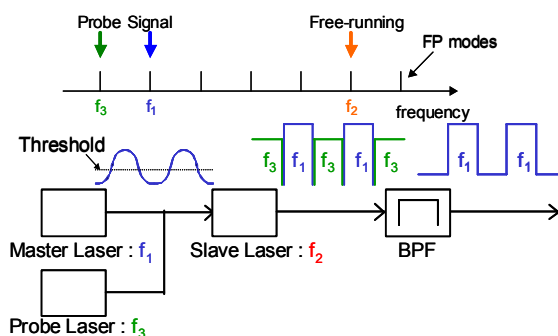 Probe Signal Free-running
FP modes
f3 f1 f2 frequency
Threshold
f3 f1 f3 f1 f3 f1 f1
Master Laser : f1 Slave Laser : f2 BPF
Probe Laser : f3